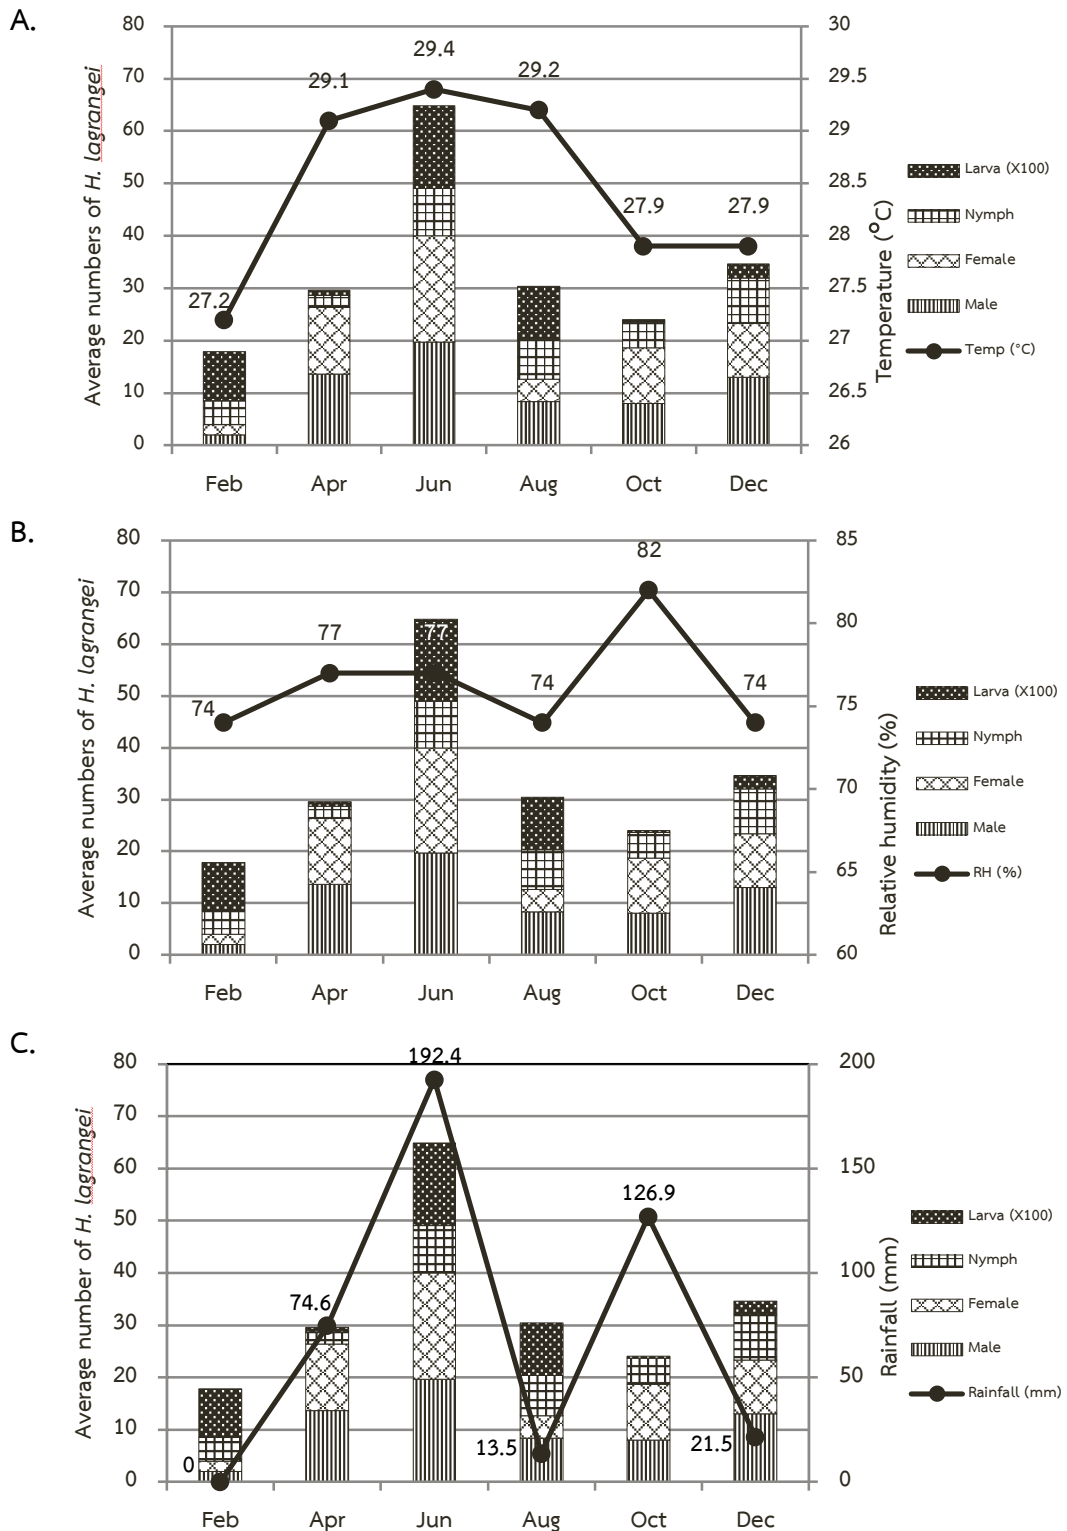 A.
80
70
60
50
40
30
20
10
0
Average numbers of H. lagrangei
27.2
29.1
29.4
29.2
27.9
27.9
30
29.5
29
28.5
28
27.5
27
26.5
26
Temperature (°C)
Feb Apr Jun Aug Oct Dec
Larva (X100)
Nymph
Female
Male
Temp (°C)
B.
80
70
60
50
40
30
20
10
0
Average numbers of H. lagrangei
74
77
77
74
82
74
85
80
75
70
65
60
Relative humidity (%)
Feb Apr Jun Aug Oct Dec
Larva (X100)
Nymph
Female
Male
RH (%)
C.
80
70
60
50
40
30
20
10
0
Average number of H. lagrangei
0
74.6
192.4
13.5
126.9
21.5
200
150
100
50
0
Rainfall (mm)
Feb Apr Jun Aug Oct Dec
Larva (X100)
Nymph
Female
Male
Rainfall (mm)